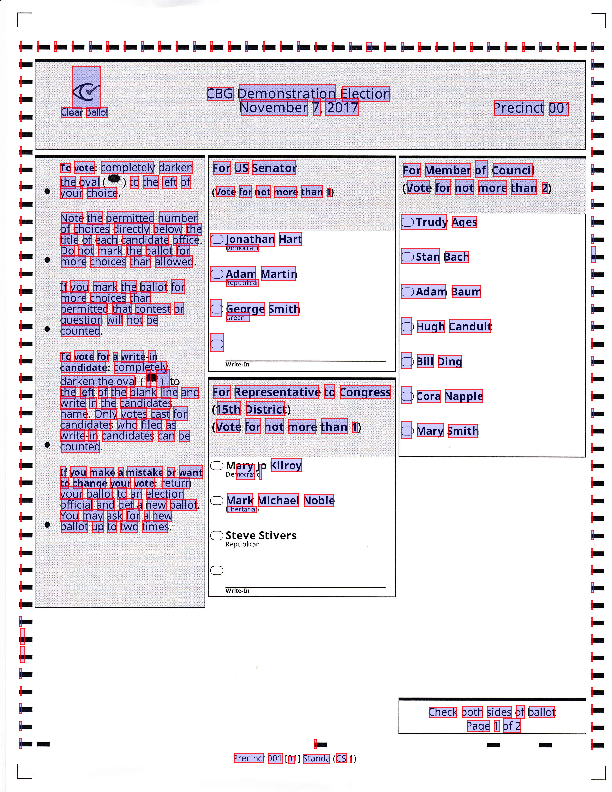 Clear Ballot
CBG Demonstration Election
November 7, 2017
Precinct 001
To vote: completely darken
the oval ( ) to the left of
your choice.
Note the permitted number
of choices directly below the
title of each candidate office.
Do not mark the ballot for
more choices than allowed.
If you mark the ballot for
more choices than
permitted that contest or
question will not be
counted.
To vote for a write-in
candidate: completely
darken the oval ( ) to
the left of the blank line and
write in the candidates
name. Only votes cast for
candidates who filed as
write-in candidates can be
counted.
If you make a mistake or want
to change your vote: return
your ballot to an election
official and get a new ballot.
You may ask for a new
ballot up to two times.
For US Senator
(Vote for not more than 1)
Jonathan Hart
Democratic
Adam Martin
Republican
George Smith
Green
Write-In
For Representative to Congress
(15th District)
(Vote for not more than 1)
Mary Jo Kilroy
Democratic
Mark Michael Noble
Libertarian
Steve Stivers
Republican
Write-In
For Member of Council
(Vote for not more than 2)
Trudy Ages
Stan Bach
Adam Baum
Hugh Canduit
Bill Ding
Cora Napple
Mary Smith
Check both sides of ballot
Page 1 of 2
Precinct 001 [M] Standa (CS 1)